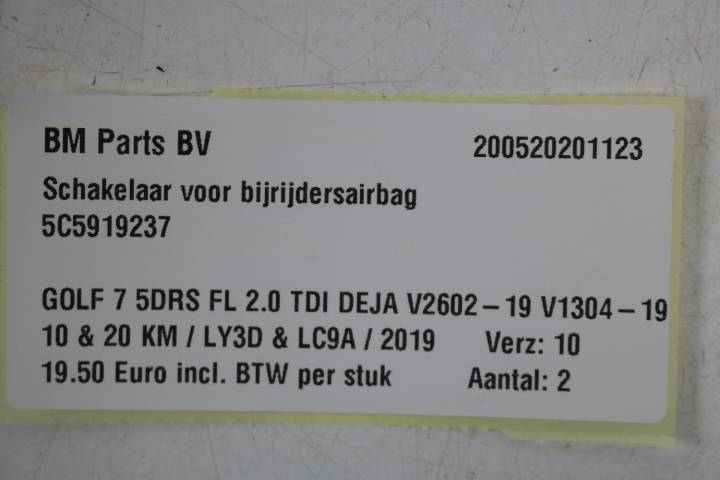 BM Parts BV 200520201123
Schakelaar voor bijrijdersairbag
5C5919237
GOLF 7 5DRS FL 2.0 TDI DEJA V2602-19 V1304-19
10 & 20 KM / LY3D & LC9A / 2019 Verz: 10
19.50 Euro incl. BTW per stuk Aantal: 2